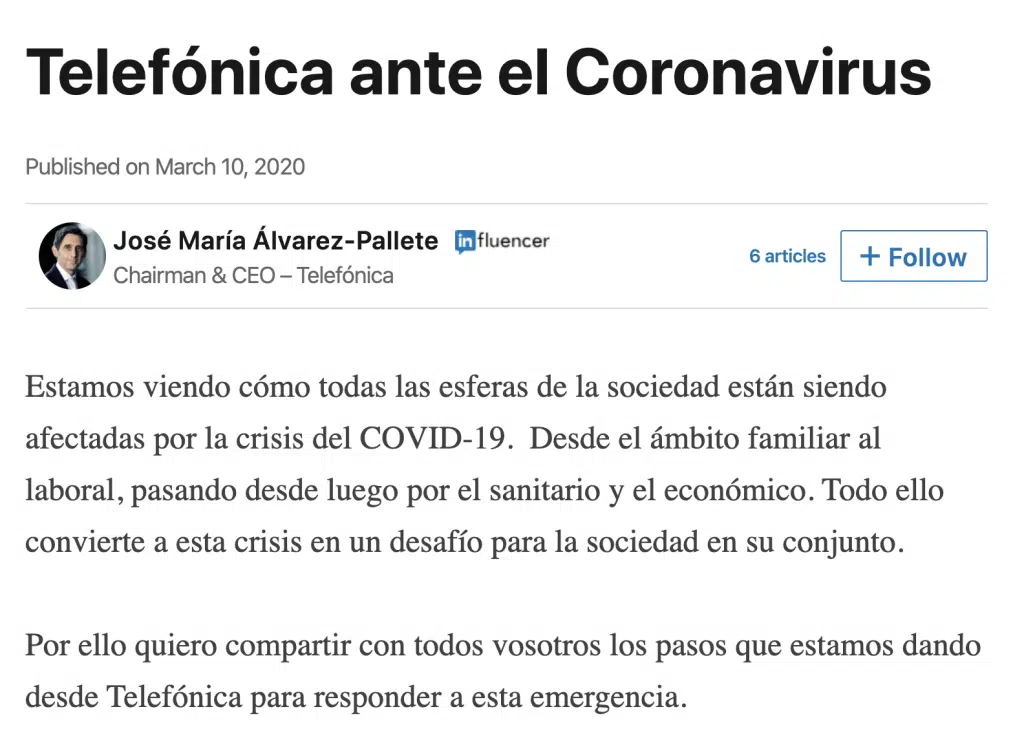 Telefónica ante el Coronavirus
Published on March 10, 2020
José María Álvarez-Pallete influencer
Chairman & CEO – Telefónica
6 articles
+ Follow
Estamos viendo cómo todas las esferas de la sociedad están siendo
afectadas por la crisis del COVID-19.  Desde el ámbito familiar al
laboral, pasando desde luego por el sanitario y el económico. Todo ello
convierte a esta crisis en un desafío para la sociedad en su conjunto.
Por ello quiero compartir con todos vosotros los pasos que estamos dando
desde Telefónica para responder a esta emergencia.